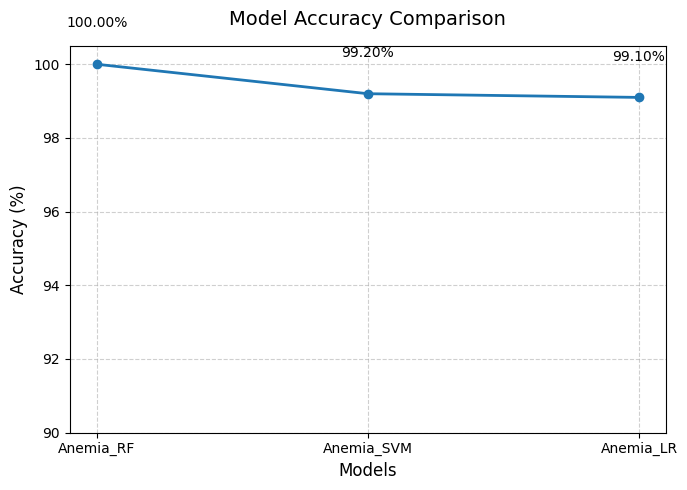 Model Accuracy Comparison
100.00%
99.20%
99.10%
100
98
96
94
92
90
Accuracy (%)
Anemia_RF
Anemia_SVM
Anemia_LR
Models